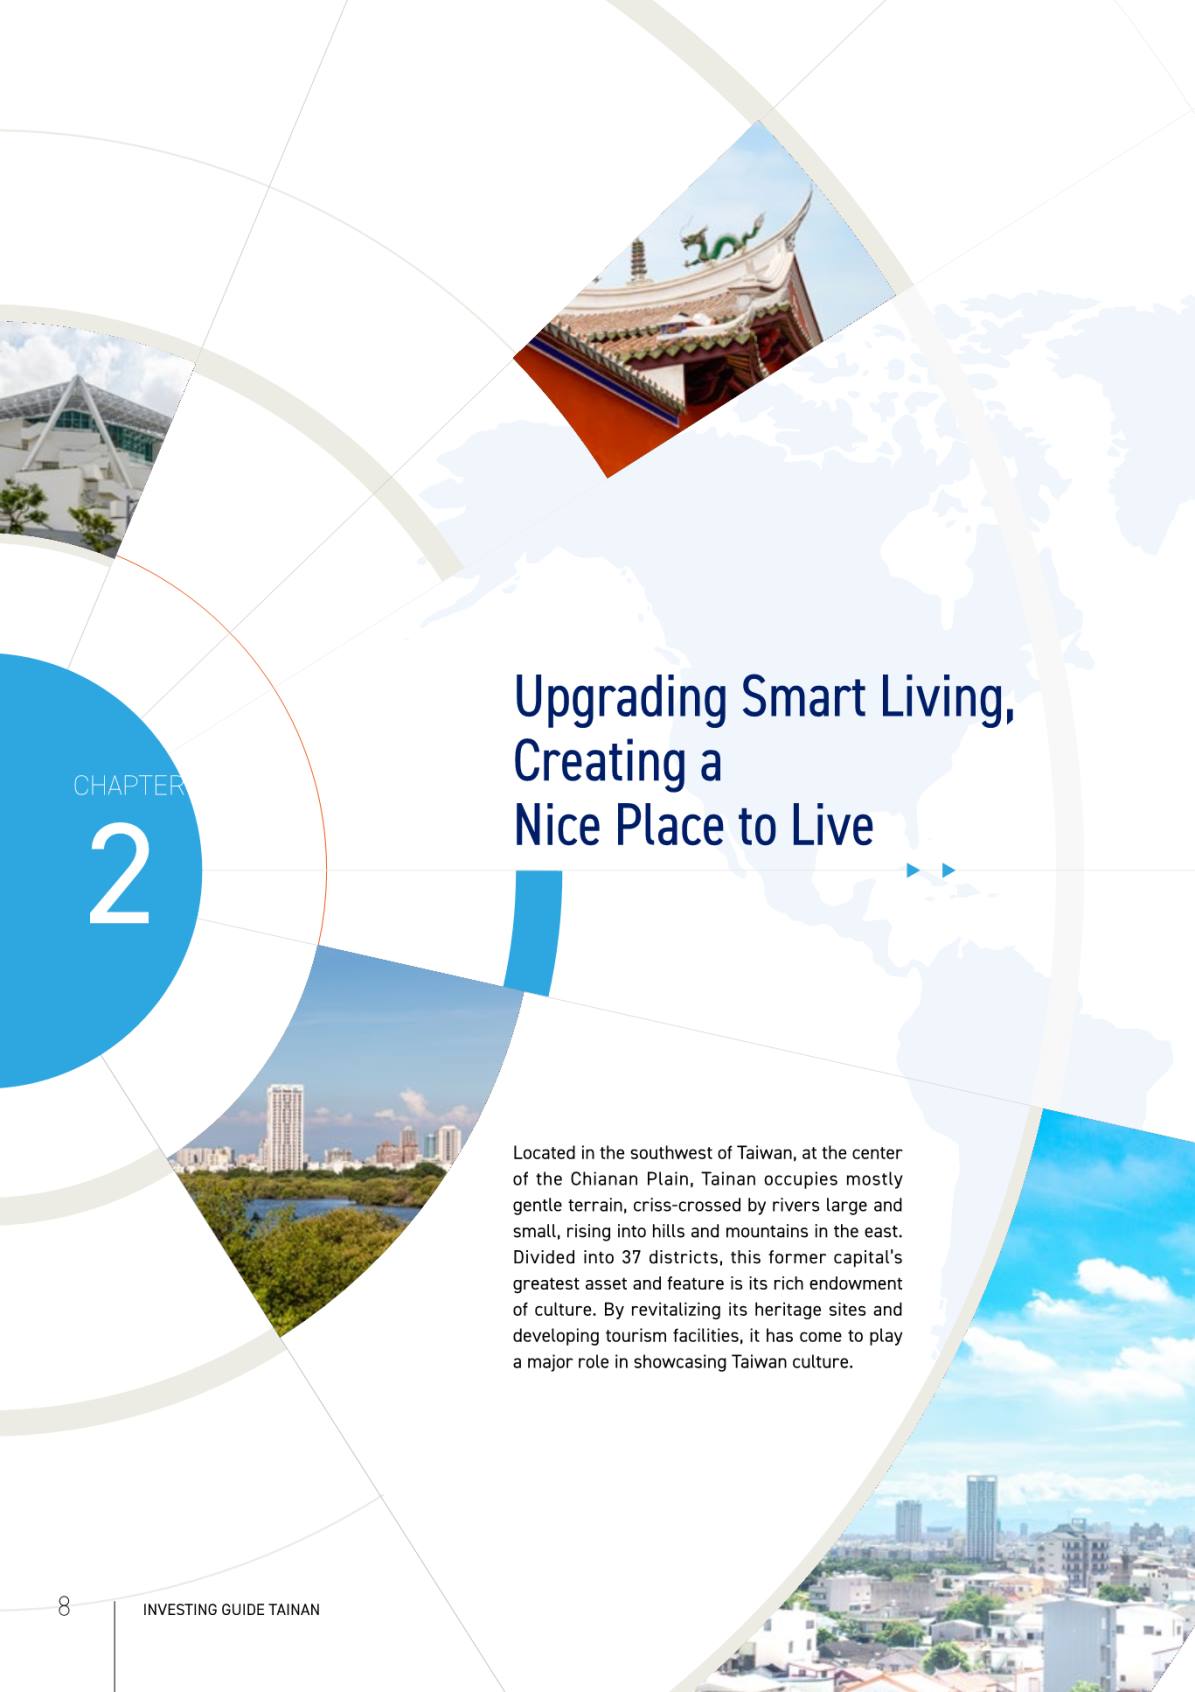 CHAPTER
2
Upgrading Smart Living,
Creating a
Nice Place to Live
Located in the southwest of Taiwan, at the center
of the Chianan Plain, Tainan occupies mostly
gentle terrain, criss-crossed by rivers large and
small, rising into hills and mountains in the east.
Divided into 37 districts, this former capital's
greatest asset and feature is its rich endowment
of culture. By revitalizing its heritage sites and
developing tourism facilities, it has come to play
a major role in showcasing Taiwan culture.
8
INVESTING GUIDE TAINAN